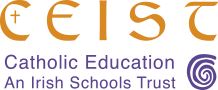 CEIST
Catholic Education
An Irish Schools Trust